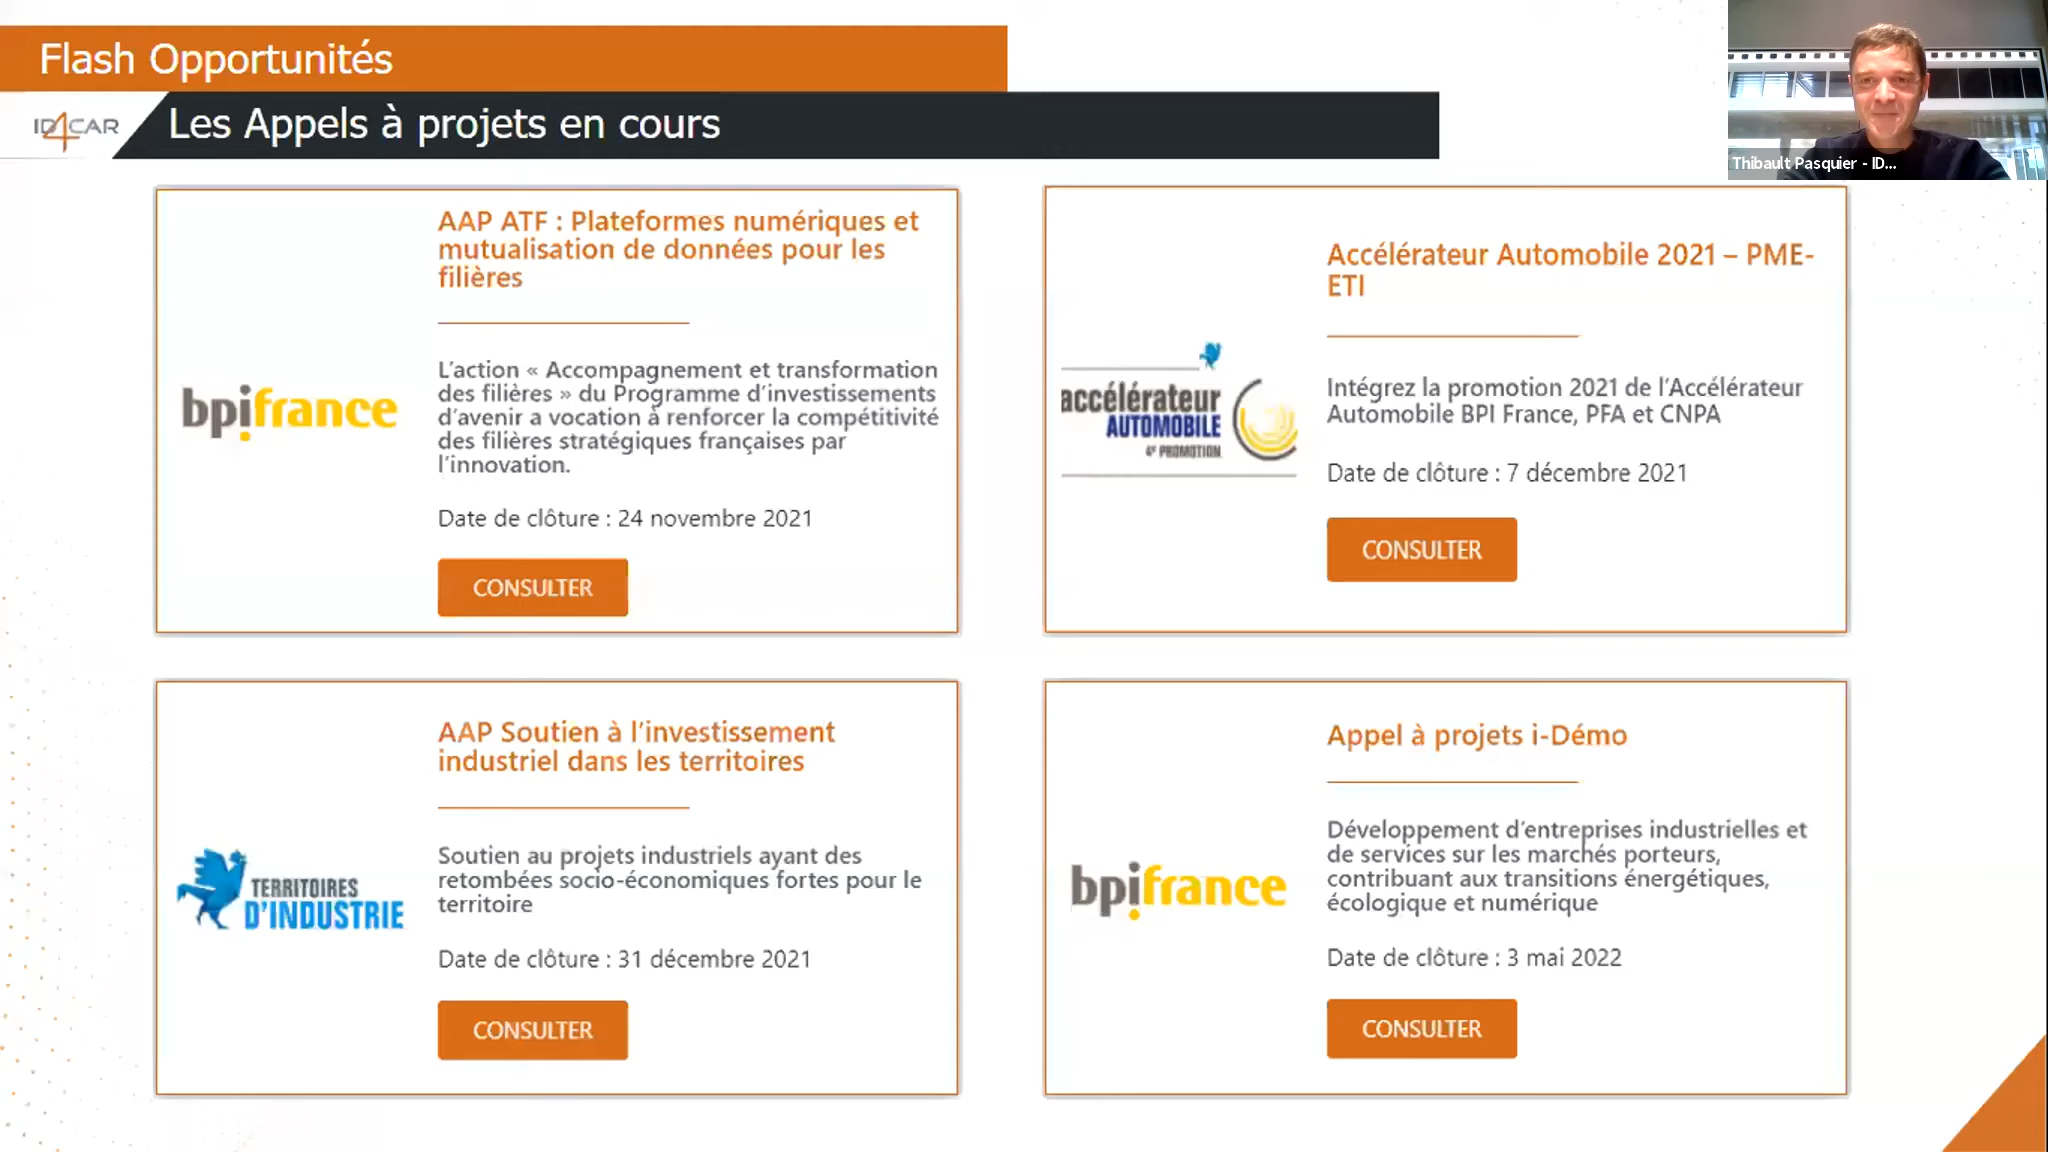 Flash Opportunités
ID4CAR
Les Appels à projets en cours
Thibault Pasquier - ID...
AAP ATF : Plateformes numériques et
mutualisation de données pour les
filières
bpifrance
L'action « Accompagnement et transformation
des filières » du Programme d'investissements
d'avenir a vocation à renforcer la compétitivité
des filières stratégiques françaises par
l'innovation.
Date de clôture : 24 novembre 2021
CONSULTER
Accélérateur Automobile 2021 – PME-
ETI
accélérateur
AUTOMOBILE
4e PROMOTION
Intégrez la promotion 2021 de l'Accélérateur
Automobile BPI France, PFA et CNPA
Date de clôture : 7 décembre 2021
CONSULTER
AAP Soutien à l'investissement
industriel dans les territoires
TERRITOIRES
D'INDUSTRIE
Soutien au projets industriels ayant des
retombées socio-économiques fortes pour le
territoire
Date de clôture : 31 décembre 2021
CONSULTER
Appel à projets i-Démo
bpifrance
Développement d'entreprises industrielles et
de services sur les marchés porteurs,
contribuant aux transitions énergétiques,
écologique et numérique
Date de clôture : 3 mai 2022
CONSULTER